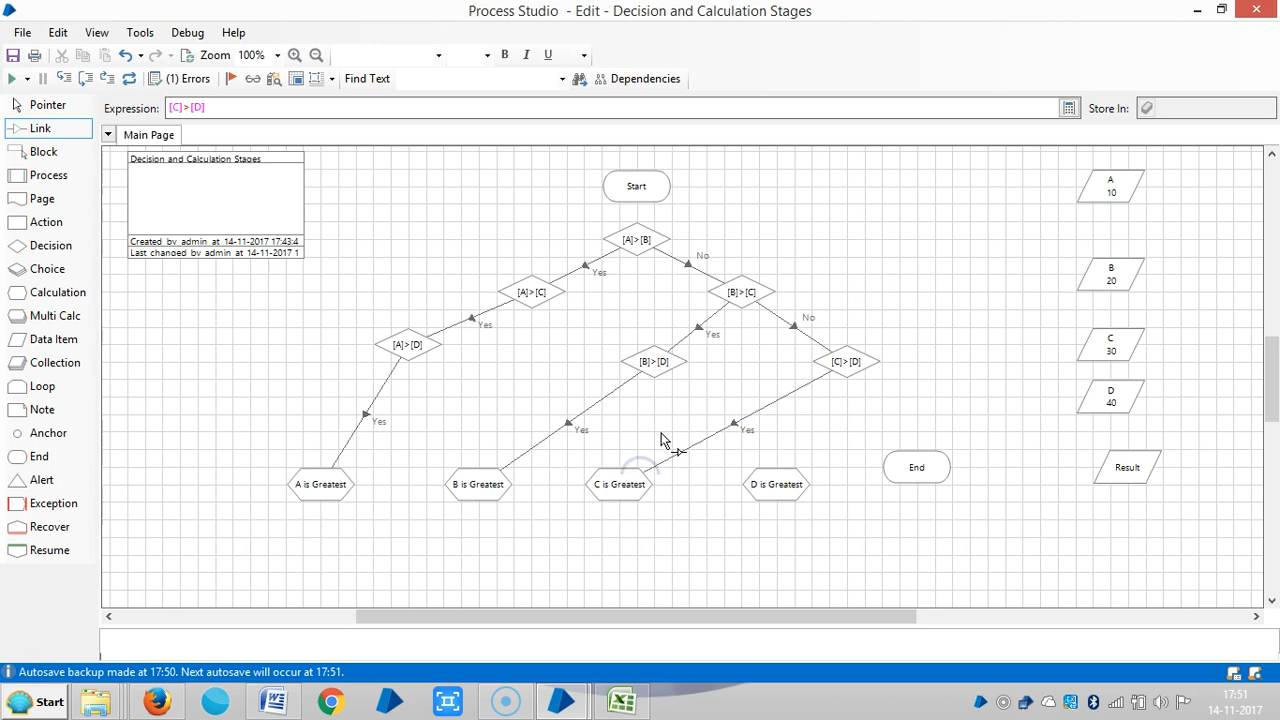 Process Studio - Edit - Decision and Calculation Stages
File Edit View Tools Debug Help
Zoom 100% B I U
(1) Errors Find Text Dependencies
Pointer
Link
Block
Process
Page
Action
Decision
Choice
Calculation
Multi Calc
Data Item
Collection
Loop
Note
Anchor
End
Alert
Exception
Recover
Resume
Expression: [C]>[D] Store In:
Main Page
Decision and Calculation Stages
Created by admin at 14-11-2017 17:43:4
Last changed by admin at 14-11-2017 1
Start
[A]>[B]
Yes
No
[A]>[C]
[B]>[C]
Yes
Yes
No
[A]>[D]
[B]>[D]
[C]>[D]
Yes
Yes
Yes
A is Greatest
B is Greatest
C is Greatest
D is Greatest
End
A
10
B
20
C
30
D
40
Result
Autosave backup made at 17:50. Next autosave will occur at 17:51.
Start
17:51
14-11-2017